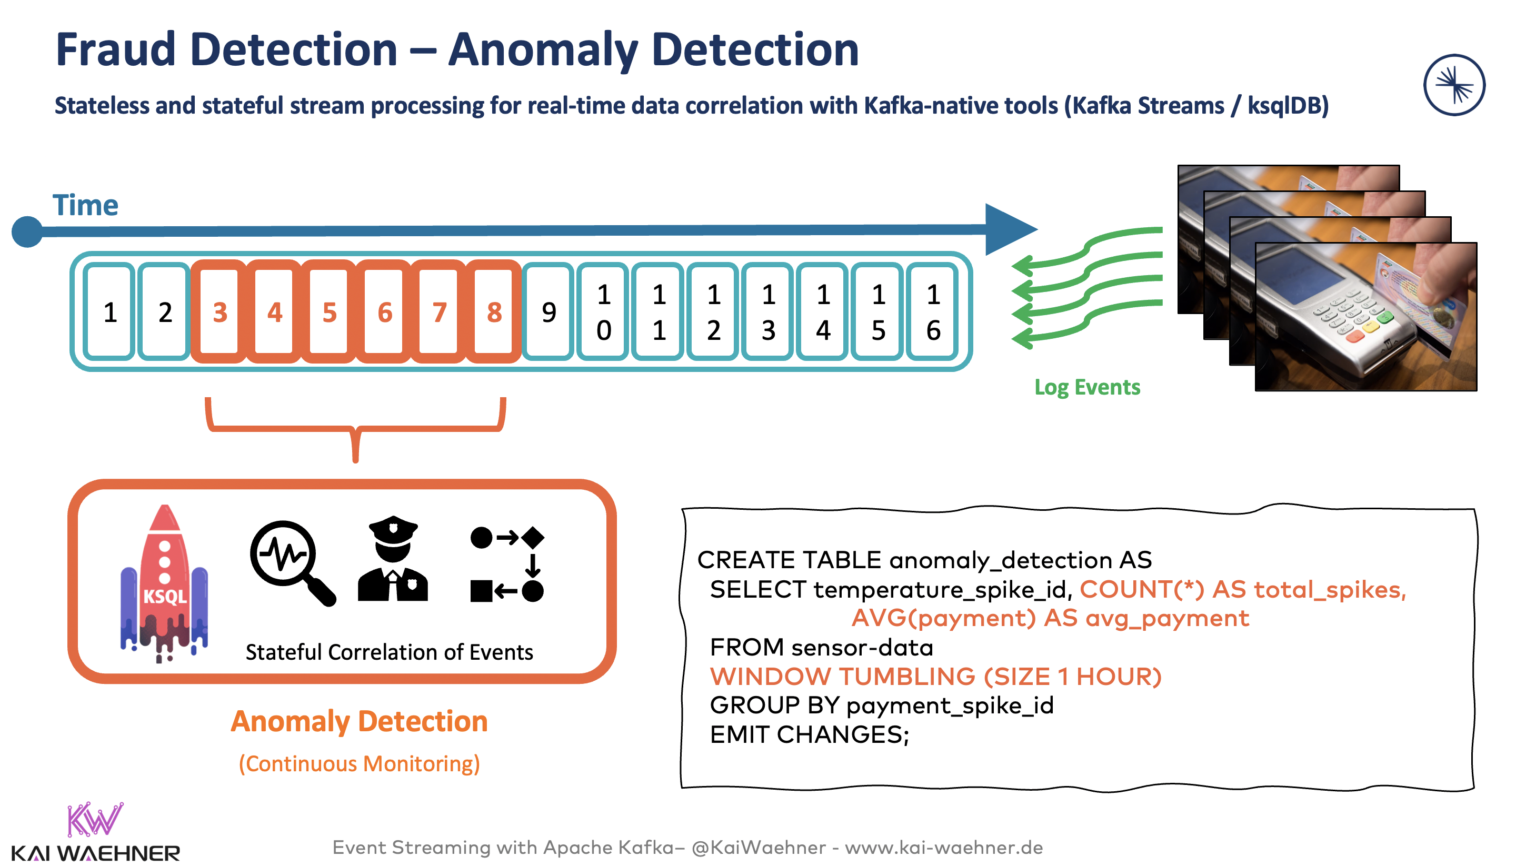 Fraud Detection – Anomaly Detection
Stateless and stateful stream processing for real-time data correlation with Kafka-native tools (Kafka Streams / ksqlDB)
Time
1 2 3 4 5 6 7 8 9 10 11 12 13 14 15 16
Log Events
KSQL
Stateful Correlation of Events
Anomaly Detection
(Continuous Monitoring)
CREATE TABLE anomaly_detection AS
SELECT temperature_spike_id, COUNT(*) AS total_spikes,
AVG(payment) AS avg_payment
FROM sensor-data
WINDOW TUMBLING (SIZE 1 HOUR)
GROUP BY payment_spike_id
EMIT CHANGES;
KW
KAI WAEHNER
Event Streaming with Apache Kafka– @KaiWaehner - www.kai-waehner.de